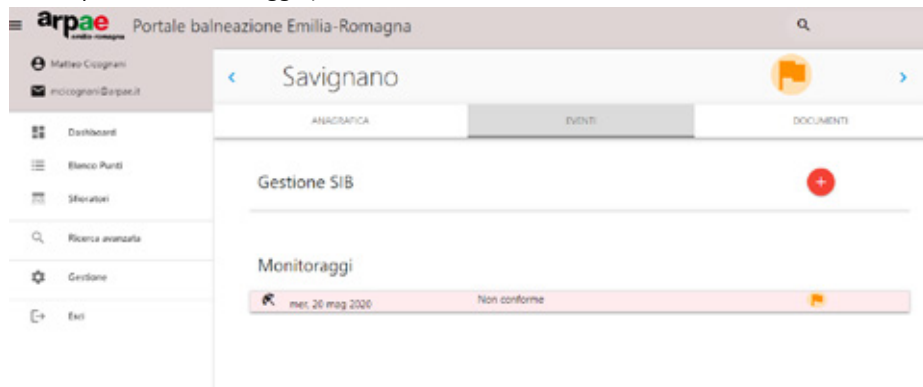 arpae
emilia-romagna
Portale balneazione Emilia-Romagna
Matteo Cicognani
mcicognani@arpae.it
Dashboard
Elenco Punti
Sfioratori
Ricerca avanzata
Gestione
Esci
Savignano
ANAGRAFICA
EVENTI
DOCUMENTI
Gestione SIB
Monitoraggi
mer, 20 mag 2020
Non conforme